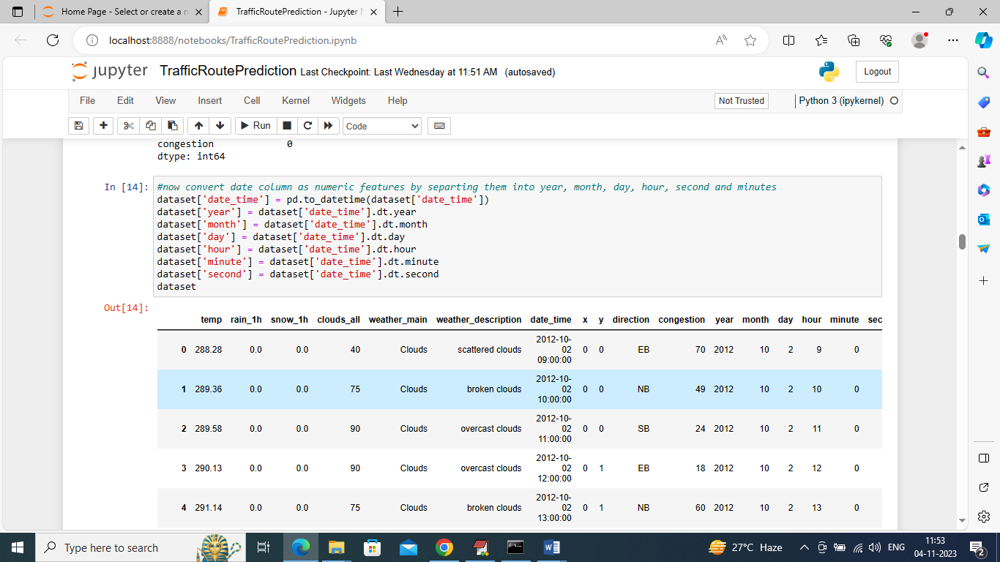 Home Page - Select or create a n
TrafficRoutePrediction - Jupyter N
localhost:8888/notebooks/TrafficRoutePrediction.ipynb
jupyter TrafficRoutePrediction Last Checkpoint: Last Wednesday at 11:51 AM (autosaved)
Logout
File Edit View Insert Cell Kernel Widgets Help
Not Trusted
Python 3 (ipykernel)
Run
Code
congestion 0
dtype: int64
In [14]:
#now convert date column as numeric features by separting them into year, month, day, hour, second and minutes
dataset['date_time'] = pd.to_datetime(dataset['date_time'])
dataset['year'] = dataset['date_time'].dt.year
dataset['month'] = dataset['date_time'].dt.month
dataset['day'] = dataset['date_time'].dt.day
dataset['hour'] = dataset['date_time'].dt.hour
dataset['minute'] = dataset['date_time'].dt.minute
dataset['second'] = dataset['date_time'].dt.second
dataset
Out[14]:
temp rain_1h snow_1h clouds_all weather_main weather_description date_time x y direction congestion year month day hour minute sec
0 288.28 0.0 0.0 40 Clouds scattered clouds 2012-10-02 09:00:00 0 0 EB 70 2012 10 2 9 0
1 289.36 0.0 0.0 75 Clouds broken clouds 2012-10-02 10:00:00 0 0 NB 49 2012 10 2 10 0
2 289.58 0.0 0.0 90 Clouds overcast clouds 2012-10-02 11:00:00 0 0 SB 24 2012 10 2 11 0
3 290.13 0.0 0.0 90 Clouds overcast clouds 2012-10-02 12:00:00 0 1 EB 18 2012 10 2 12 0
4 291.14 0.0 0.0 75 Clouds broken clouds 2012-10-02 13:00:00 0 1 NB 60 2012 10 2 13 0
Type here to search
27°C Haze
ENG
11:53
04-11-2023
2